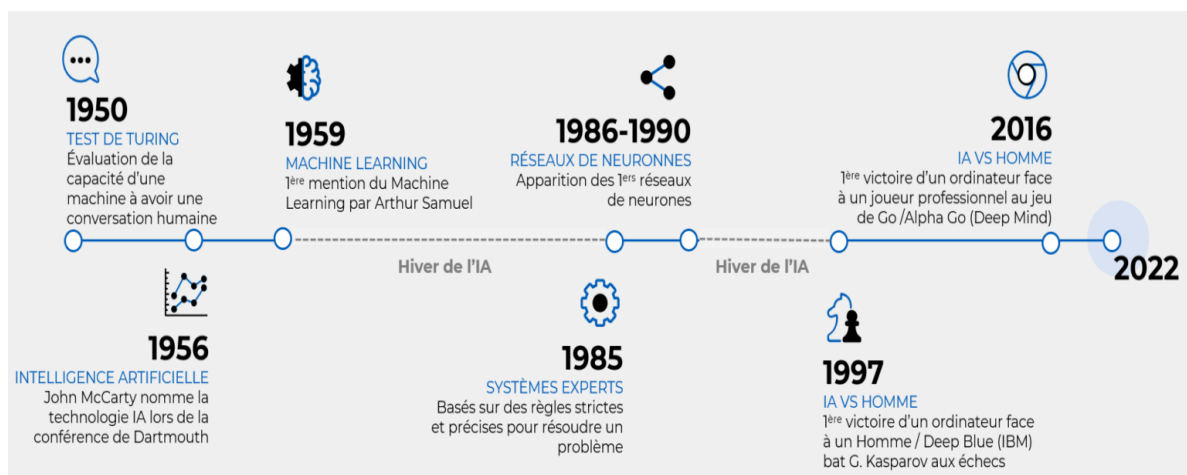 1950
TEST DE TURING
Évaluation de la
capacité d'une
machine à avoir une
conversation humaine
1959
MACHINE LEARNING
1ère mention du Machine
Learning par Arthur Samuel
1986-1990
RÉSEAUX DE NEURONNES
Apparition des 1ers réseaux
de neurones
2016
IA VS HOMME
1ère victoire d'un ordinateur face
à un joueur professionnel au jeu
de Go /Alpha Go (Deep Mind)
Hiver de l'IA
Hiver de l'IA
2022
1956
INTELLIGENCE ARTIFICIELLE
John McCarty nomme la
technologie IA lors de la
conférence de Dartmouth
1985
SYSTÈMES EXPERTS
Basés sur des règles strictes
et précises pour résoudre un
problème
1997
IA VS HOMME
1ère victoire d'un ordinateur face
à un Homme / Deep Blue (IBM)
bat G. Kasparov aux échecs